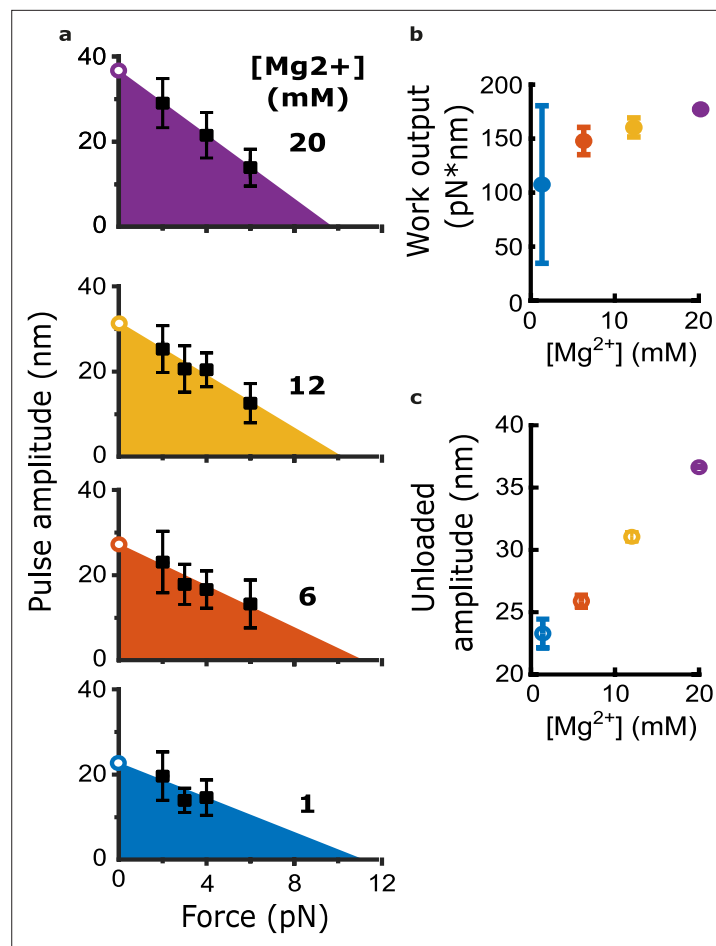 a
Pulse amplitude (nm)
40
20
0
[Mg2+]
(mM)
20
40
20
0
12
40
20
0
6
40
20
0
1
0
4
8
12
Force (pN)
b
Work output
(pN*nm)
200
150
100
50
0
0
10
20
[Mg2+] (mM)
c
Unloaded
amplitude (nm)
40
35
30
25
20
0
10
20
[Mg2+] (mM)